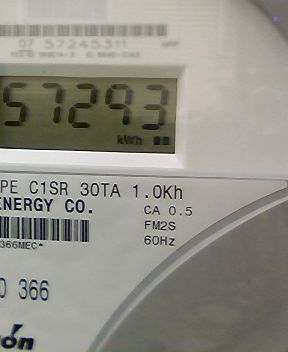 07 57245311
57293
kWh
PE C1SR 30TA 1.0Kh
ENERGY CO.
CA 0.5
FM2S
366MEC*
60Hz
0 366
ón